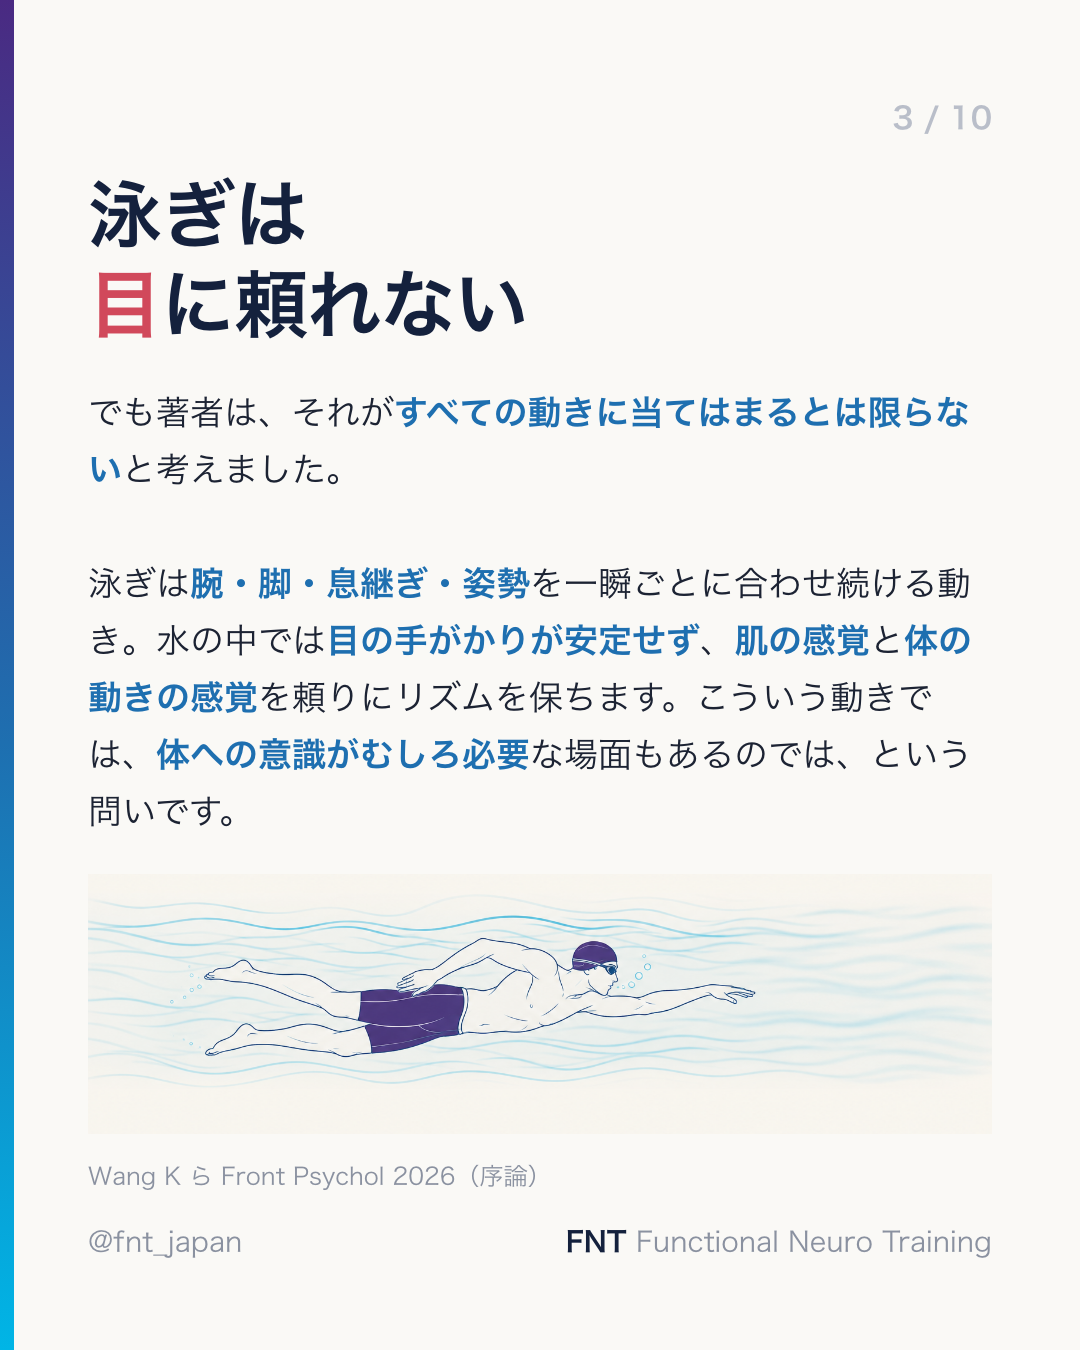 3 / 10
泳ぎは
目に頼れない
でも著者は、それがすべての動きに当てはまるとは限らな
いと考えました。
泳ぎは腕・脚・息継ぎ・姿勢を一瞬ごとに合わせ続ける動
き。水の中では目の手がかりが安定せず、肌の感覚と体の
動きの感覚を頼りにリズムを保ちます。こういう動きで
は、体への意識がむしろ必要な場面もあるのでは、という
問いです。
Wang K ら Front Psychol 2026（序論）
@fnt_japan
FNT Functional Neuro Training